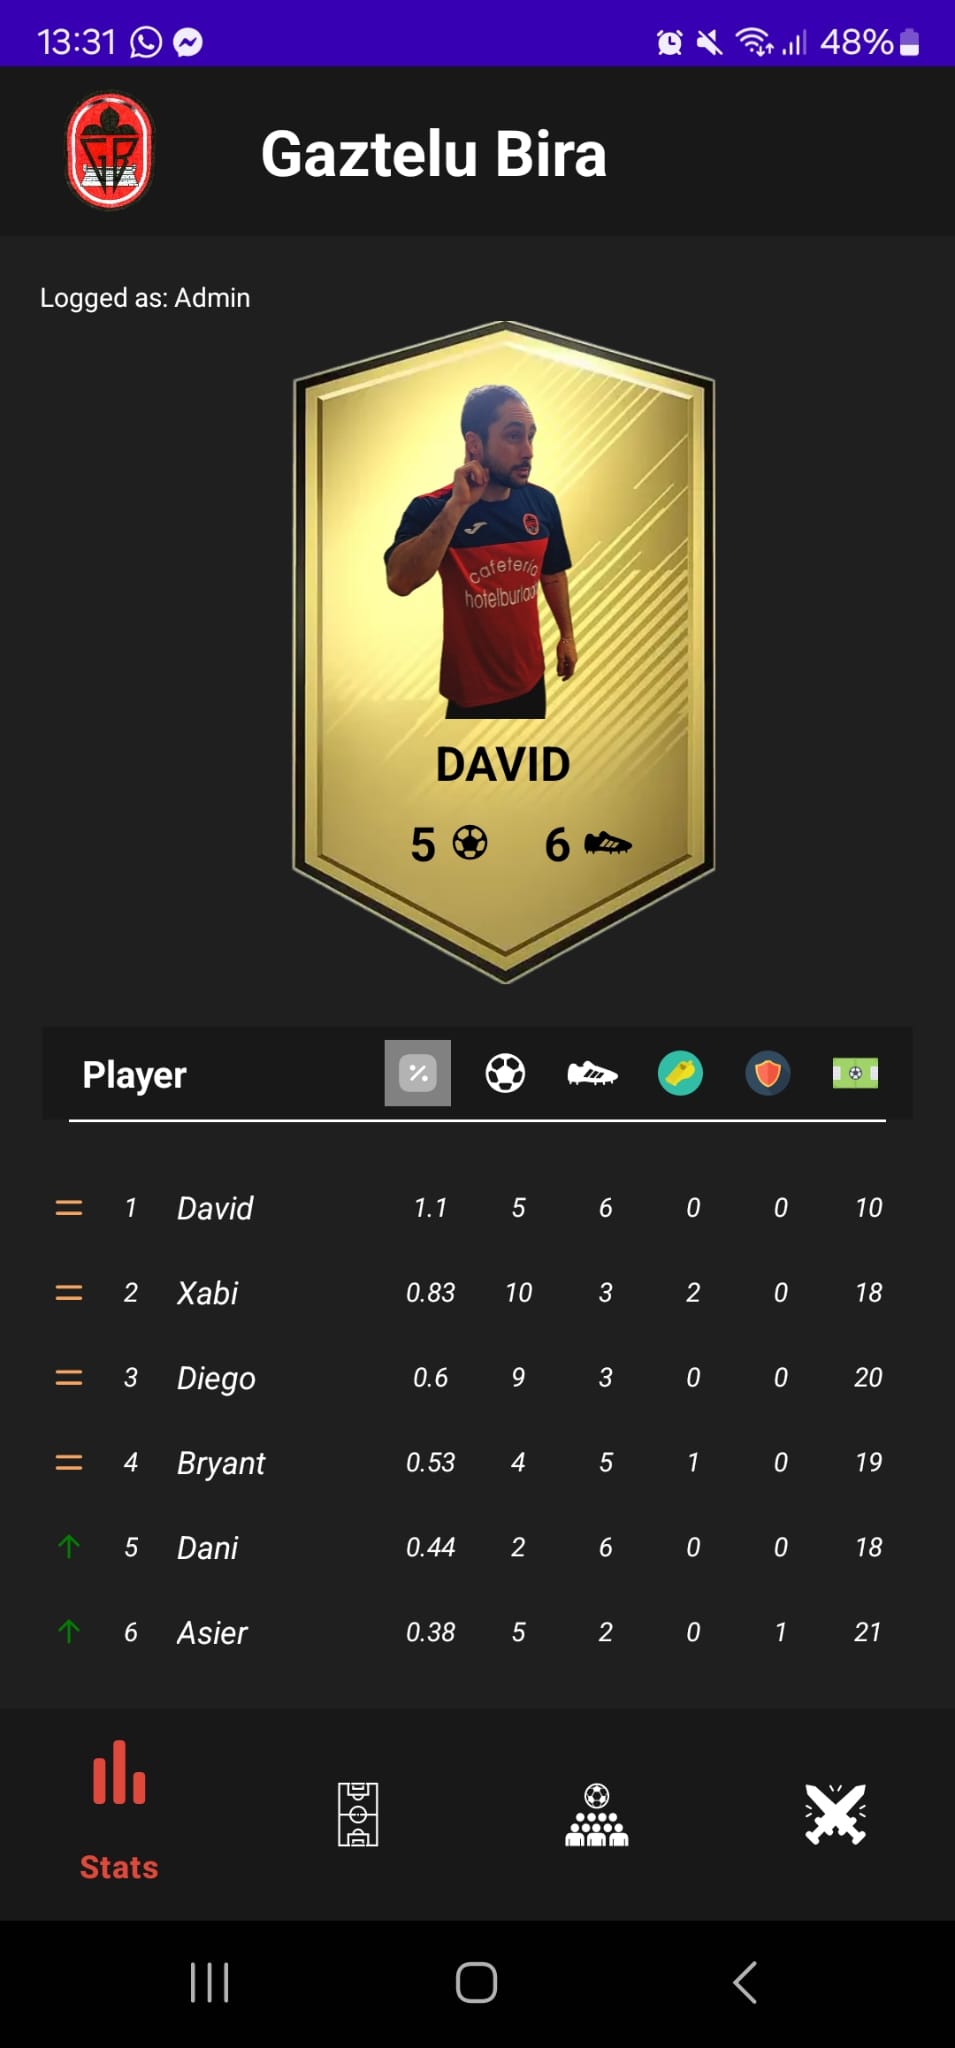 13:31 48%
Gaztelu Bira
Logged as: Admin
cafetería
DAVID
5 6
Player %
1 David 1.1 5 6 0 0 10
2 Xabi 0.83 10 3 2 0 18
3 Diego 0.6 9 3 0 0 20
4 Bryant 0.53 4 5 1 0 19
5 Dani 0.44 2 6 0 0 18
6 Asier 0.38 5 2 0 1 21
Stats